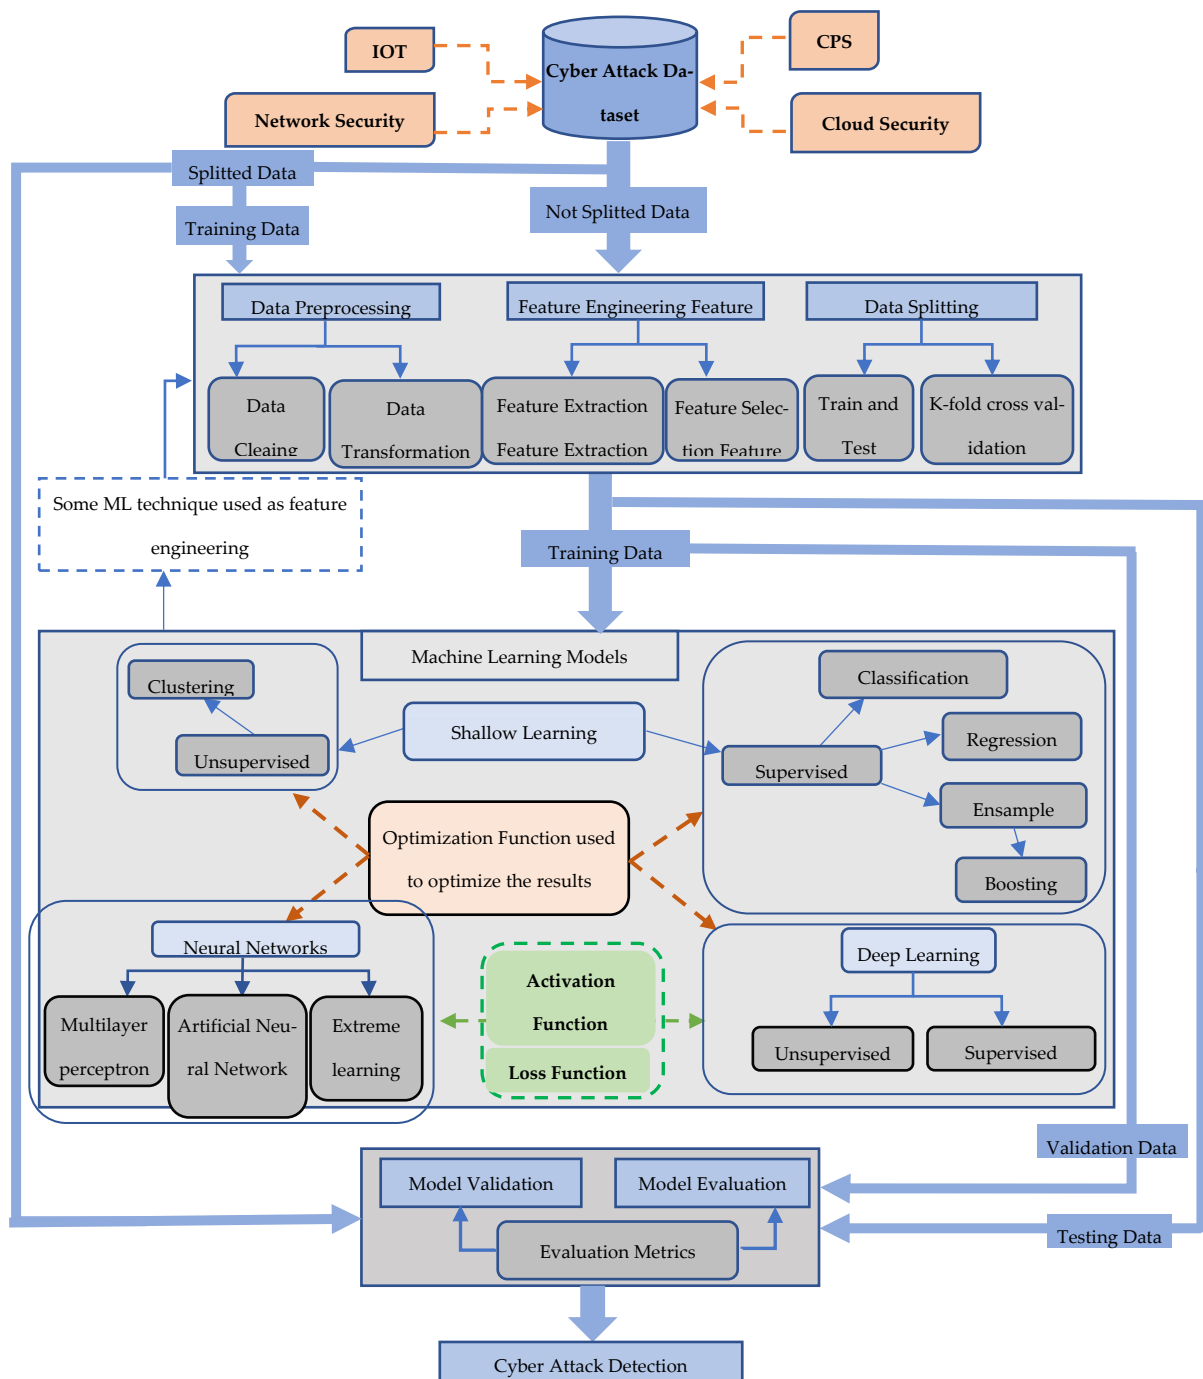 IOT
CPS
Cyber Attack Da-
taset
Network Security
Cloud Security
Splitted Data
Training Data
Not Splitted Data
Data Preprocessing
Feature Engineering Feature
Data Splitting
Data
Cleaing
Data
Transformation
Feature Extraction
Feature Extraction
Feature Selec-
tion Feature
Train and
Test
K-fold cross val-
idation
Some ML technique used as feature
engineering
Training Data
Machine Learning Models
Clustering
Unsupervised
Shallow Learning
Classification
Regression
Supervised
Ensample
Boosting
Optimization Function used
to optimize the results
Neural Networks
Multilayer
perceptron
Artificial Neu-
ral Network
Extreme
learning
Activation
Function
Loss Function
Deep Learning
Unsupervised
Supervised
Validation Data
Model Validation
Model Evaluation
Testing Data
Evaluation Metrics
Cyber Attack Detection